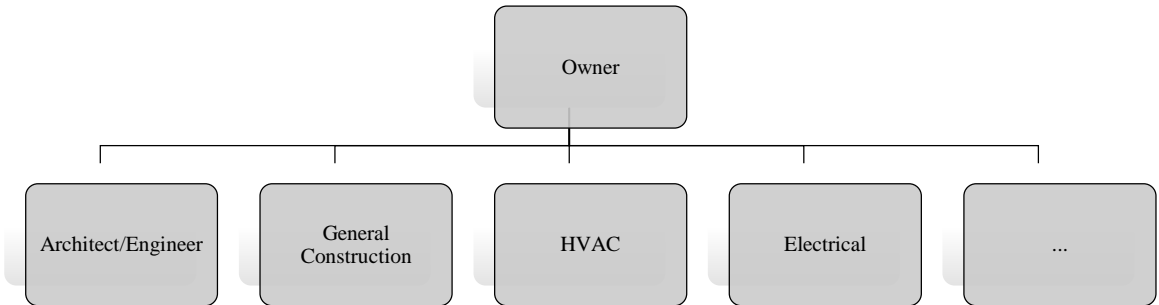 Owner
Architect/Engineer
General
Construction
HVAC
Electrical
...